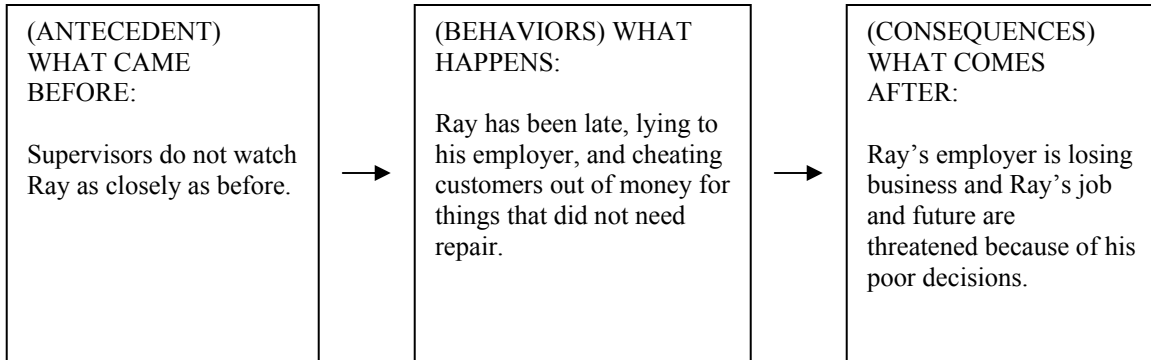 (ANTECEDENT)
WHAT CAME
BEFORE:
Supervisors do not watch
Ray as closely as before.
(BEHAVIORS) WHAT
HAPPENS:
Ray has been late, lying to
his employer, and cheating
customers out of money for
things that did not need
repair.
(CONSEQUENCES)
WHAT COMES
AFTER:
Ray’s employer is losing
business and Ray’s job
and future are
threatened because of his
poor decisions.